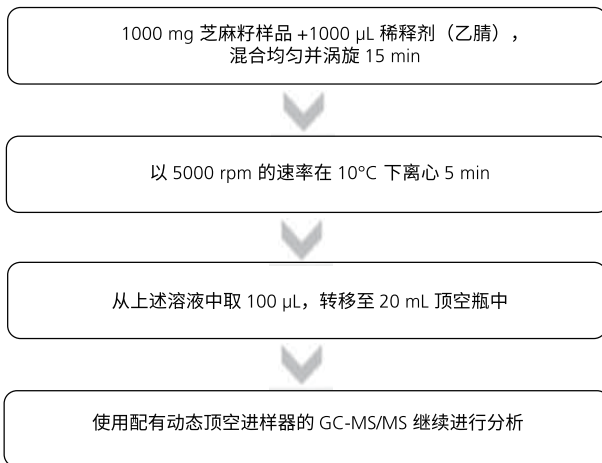 1000 mg 芝麻籽样品 +1000 μL 稀释剂（乙腈），
混合均匀并涡旋 15 min
以 5000 rpm 的速率在 10°C 下离心 5 min
从上述溶液中取 100 μL，转移至 20 mL 顶空瓶中
使用配有动态顶空进样器的 GC-MS/MS 继续进行分析